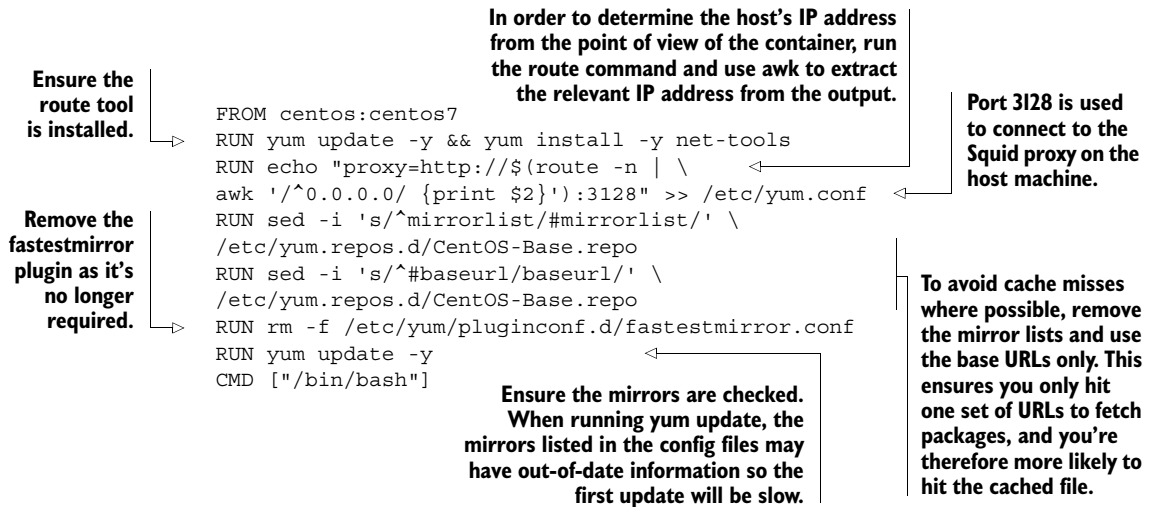 In order to determine the host's IP address
from the point of view of the container, run
the route command and use awk to extract
the relevant IP address from the output.
Ensure the
route tool
is installed.
Port 3128 is used
to connect to the
Squid proxy on the
host machine.
FROM centos:centos7
RUN yum update -y && yum install -y net-tools
RUN echo "proxy=http://$(route -n | \
awk '/^0.0.0.0/ {print $2}'):3128" >> /etc/yum.conf
RUN sed -i 's/^mirrorlist/#mirrorlist/' \
/etc/yum.repos.d/CentOS-Base.repo
RUN sed -i 's/^#baseurl/baseurl/' \
/etc/yum.repos.d/CentOS-Base.repo
RUN rm -f /etc/yum/pluginconf.d/fastestmirror.conf
RUN yum update -y
CMD ["/bin/bash"]
Remove the
fastestmirror
plugin as it's
no longer
required.
To avoid cache misses
where possible, remove
the mirror lists and use
the base URLs only. This
ensures you only hit
one set of URLs to fetch
packages, and you're
therefore more likely to
hit the cached file.
Ensure the mirrors are checked.
When running yum update, the
mirrors listed in the config files may
have out-of-date information so the
first update will be slow.